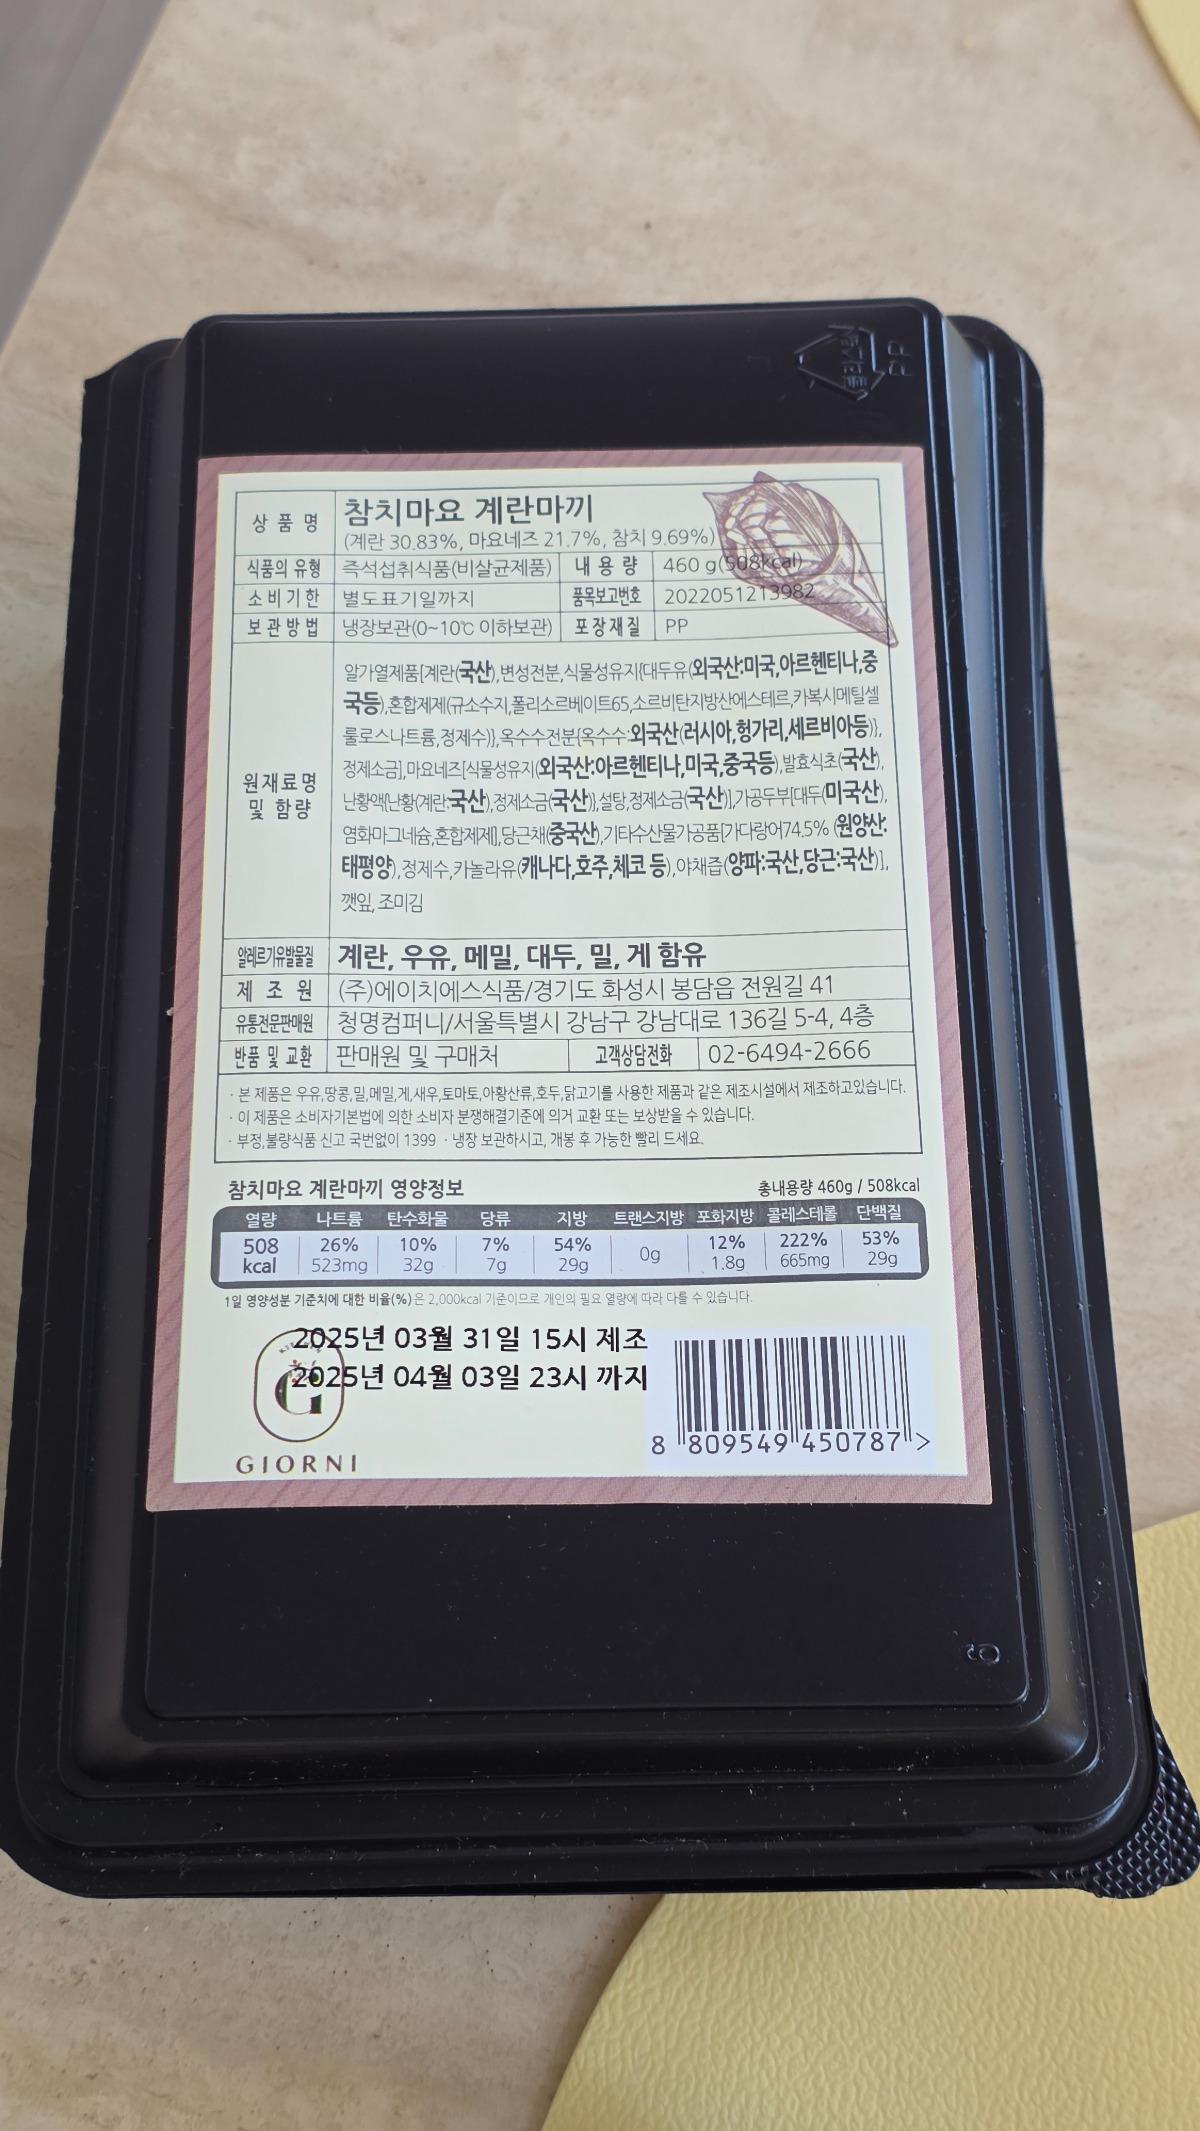 플라스틱
PP
상 품 명 참치마요 계란마끼
(계란 30.83%, 마요네즈 21.7%, 참치 9.69%)
식품의 유형 즉석섭취식품(비살균제품) 내 용 량 460 g(508kcal)
소 비 기 한 별도표기일까지 품목보고번호 2022051213982
보 관 방 법 냉장보관(0~10℃ 이하보관) 포 장 재 질 PP
원 재 료 명 및 함 량
알가열제품[계란(국산),변성전분,식물성유지{대두유(외국산:미국,아르헨티나,중
국등),혼합제제(규소수지,폴리소르베이트65,소르비탄지방산에스테르,카복시메틸셀
룰로스나트륨,정제수)},옥수수전분{옥수수:외국산(러시아,헝가리,세르비아등)},
정제소금],마요네즈[식물성유지(외국산:아르헨티나,미국,중국등),발효식초(국산),
난황액{난황(계란:국산),정제소금(국산)},설탕,정제소금(국산)],가공두부[대두(미국산),
염화마그네슘,혼합제제],당근채(중국산),기타수산물가공품[가다랑어74.5% (원양산:
태평양),정제수,카놀라유(캐나다,호주,체코 등),야채즙(양파:국산,당근:국산)],
깻잎, 조미김
알레르기유발물질 계란, 우유, 메밀, 대두, 밀, 게 함유
제 조 원 (주)에이치에스식품/경기도 화성시 봉담읍 전원길 41
유통전문판매원 청명컴퍼니/서울특별시 강남구 강남대로 136길 5-4, 4층
반품 및 교환 판매원 및 구매처 고객상담전화 02-6494-2666
· 본 제품은 우유,땅콩,밀,메밀,게,새우,토마토,아황산류,호두,닭고기를 사용한 제품과 같은 제조시설에서 제조하고있습니다.
· 이 제품은 소비자기본법에 의한 소비자 분쟁해결기준에 의거 교환 또는 보상받을 수 있습니다.
· 부정,불량식품 신고 국번없이 1399 · 냉장 보관하시고, 개봉 후 가능한 빨리 드세요.
참치마요 계란마끼 영양정보 총내용량 460g / 508kcal
열량 나트륨 탄수화물 당류 지방 트랜스지방 포화지방 콜레스테롤 단백질
508 26% 10% 7% 54% 0g 12% 222% 53%
kcal 523mg 32g 7g 29g 1.8g 665mg 29g
1일 영양성분 기준치에 대한 비율(%)은 2,000kcal 기준이므로 개인의 필요 열량에 따라 다를 수 있습니다.
2025년 03월 31일 15시 제조
2025년 04월 03일 23시 까지
G
GIORNI
8 809549 450787 >
6